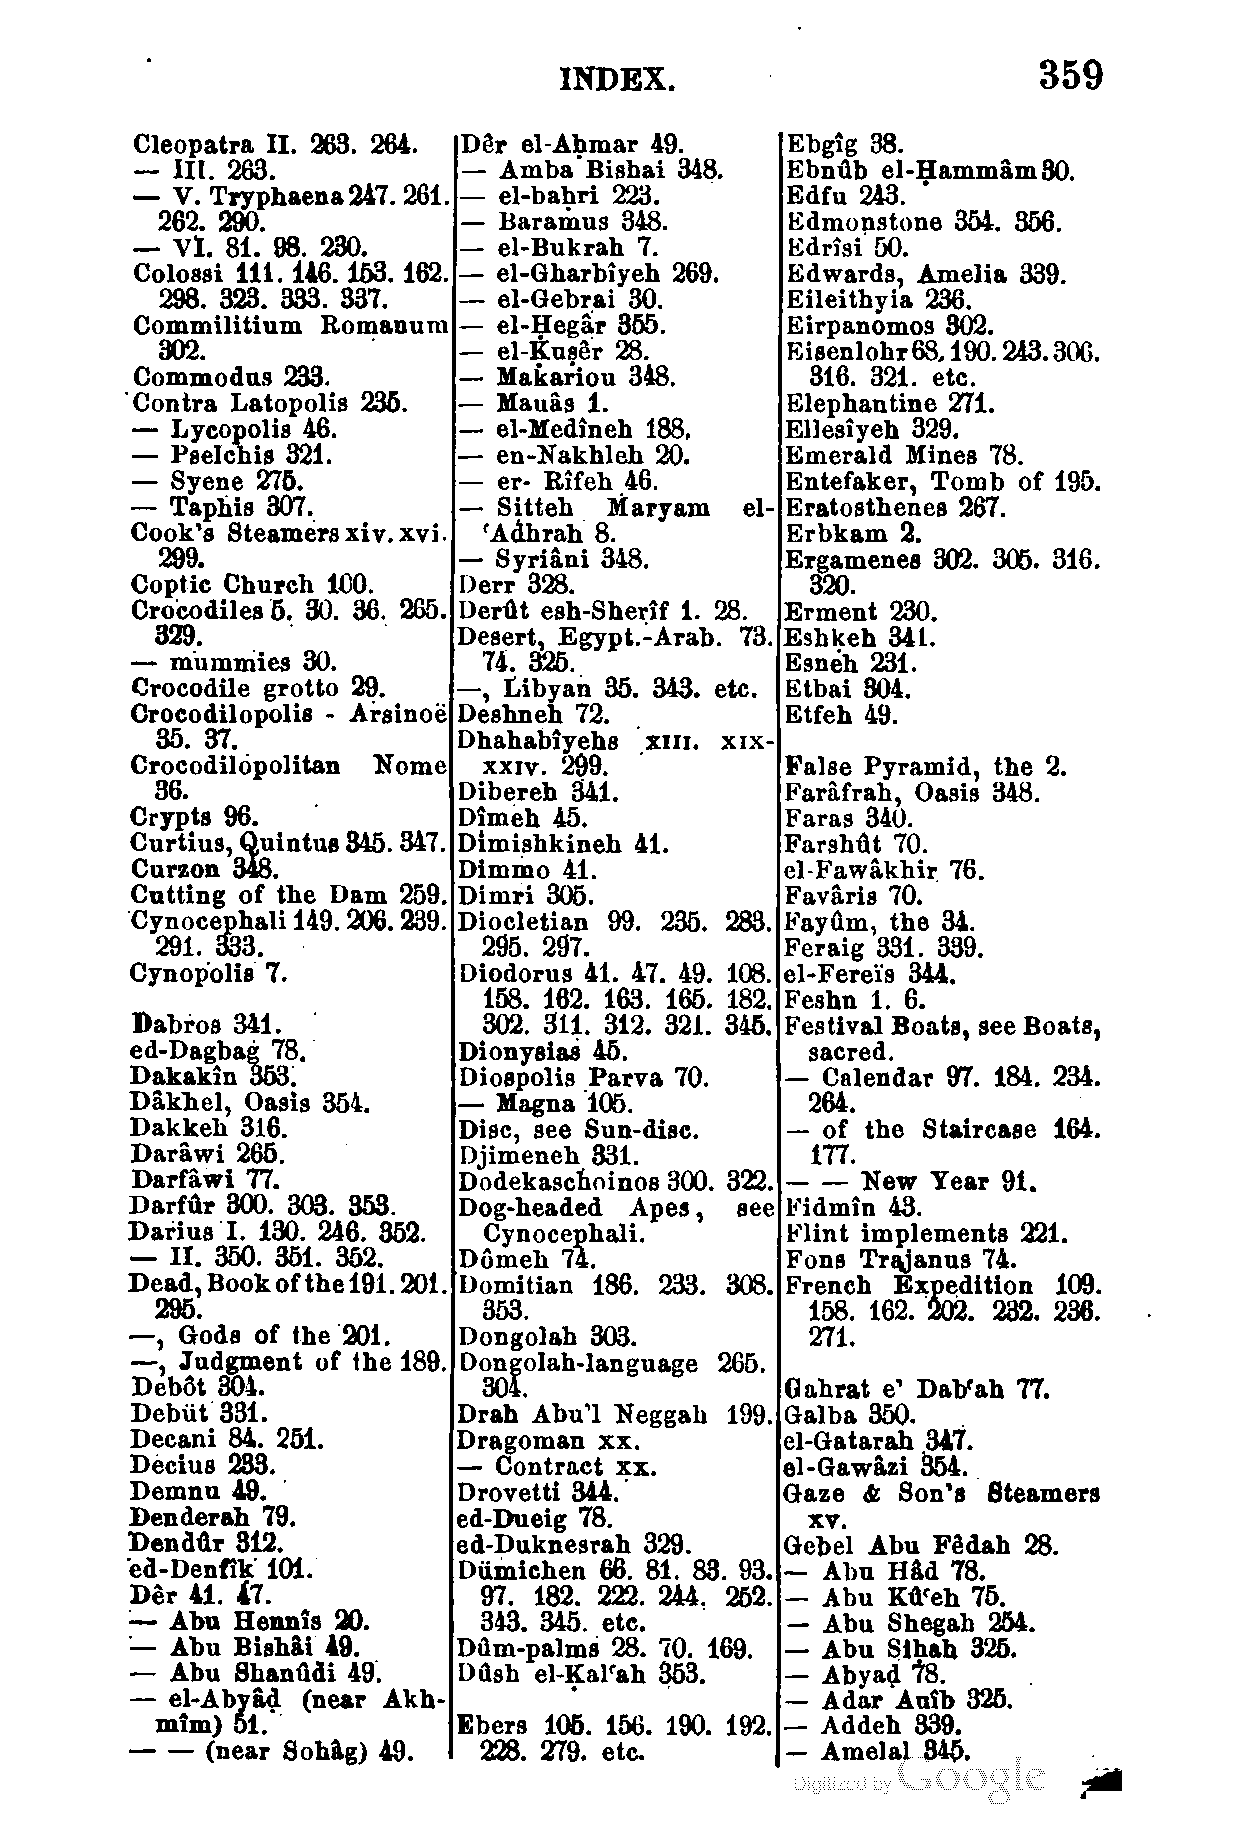 INDEX.
359
Cleopatra II. 263. 264.
— III. 263.
— V. Tryphaena 247. 261.
262. 290.
— VI. 81. 98. 230.
Colossi 111. 146. 153. 162.
298. 323. 333. 337.
Commilitium Romanum
302.
Commodus 233.
Contra Latopolis 235.
— Lycopolis 46.
— Pselchis 321.
— Syene 275.
— Taphis 307.
Cook's Steamers xiv. xvi.
299.
Coptic Church 100.
Crocodiles 5. 30. 36. 265.
329.
— mummies 30.
Crocodile grotto 29.
Crocodilopolis - Arsinoë
35. 37.
Crocodilopolitan Nome
36.
Crypts 96.
Curtius, Quintus 345. 347.
Curzon 348.
Cutting of the Dam 259.
Cynocephali 149. 206. 239.
291. 333.
Cynopolis 7.
Dabros 341.
ed-Dagbag 78.
Dakakîn 353.
Dâkhel, Oasis 354.
Dakkeh 316.
Darâwi 265.
Darfâwi 77.
Darfûr 300. 303. 353.
Darius I. 130. 246. 352.
— II. 350. 351. 352.
Dead, Book of the 191. 201.
295.
—, Gods of the 201.
—, Judgment of the 189.
Debôt 304.
Debüt 331.
Decani 84. 251.
Decius 233.
Demnu 49.
Denderah 79.
Dendûr 312.
ed-Denfîk 101.
Dêr 41. 47.
— Abu Hennîs 20.
— Abu Bishâi 49.
— Abu Shanûdi 49.
— el-Abyâḍ (near Akh-
mîm) 51.
— — (near Sohâg) 49.
Dêr el-Aḥmar 49.
— Amba Bishai 348.
— el-baḥri 223.
— Baramus 348.
— el-Bukrah 7.
— el-Gharbîyeh 269.
— el-Gebrai 30.
— el-Ḥegâr 355.
— el-Ḳuṣêr 28.
— Makariou 348.
— Mauâs 1.
— el-Medîneh 188.
— en-Nakhleh 20.
— er- Rîfeh 46.
— Sitteh Maryam el-
ʿAdhrah 8.
— Syriâni 348.
Derr 328.
Derût esh-Sherîf 1. 28.
Desert, Egypt.-Arab. 73.
74. 325.
—, Libyan 35. 343. etc.
Deshneh 72.
Dhahabîyehs XIII. XIX-
XXIV. 299.
Dibereh 341.
Dîmeh 45.
Dimishkineh 41.
Dimmo 41.
Dimri 305.
Diocletian 99. 235. 283.
295. 297.
Diodorus 41. 47. 49. 108.
158. 162. 163. 165. 182.
302. 311. 312. 321. 345.
Dionysias 45.
Diospolis Parva 70.
— Magna 105.
Disc, see Sun-disc.
Djimeneh 331.
Dodekaschoinos 300. 322.
Dog-headed Apes, see
Cynocephali.
Dômeh 74.
Domitian 186. 233. 308.
353.
Dongolah 303.
Dongolah-language 265.
304.
Drah Abu'l Neggah 199.
Dragoman XX.
— Contract XX.
Drovetti 344.
ed-Dueig 78.
ed-Duknesrah 329.
Dümichen 66. 81. 83. 93.
97. 182. 222. 244. 252.
343. 345. etc.
Dûm-palms 28. 70. 169.
Dûsh el-Ḳalʿah 353.
Ebers 105. 156. 190. 192.
228. 279. etc.
Ebgîg 38.
Ebnûb el-Ḥammâm 30.
Edfu 243.
Edmonstone 354. 356.
Edrîsi 50.
Edwards, Amelia 339.
Eileithyia 236.
Eirpanomos 302.
Eisenlohr 68. 190. 243. 306.
316. 321. etc.
Elephantine 271.
Ellesîyeh 329.
Emerald Mines 78.
Entefaker, Tomb of 195.
Eratosthenes 267.
Erbkam 2.
Ergamenes 302. 305. 316.
320.
Erment 230.
Eshkeh 341.
Esneh 231.
Etbai 304.
Etfeh 49.
False Pyramid, the 2.
Farâfrah, Oasis 348.
Faras 340.
Farshût 70.
el-Fawâkhir 76.
Favâris 70.
Fayûm, the 34.
Feraig 331. 339.
el-Fereïs 344.
Feshn 1. 6.
Festival Boats, see Boats,
sacred.
— Calendar 97. 184. 234.
264.
— of the Staircase 164.
177.
— — New Year 91.
Fidmîn 43.
Flint implements 221.
Fons Trajanus 74.
French Expedition 109.
158. 162. 202. 232. 236.
271.
Gahrat e' Dabʿah 77.
Galba 350.
el-Gatarah 347.
el-Gawâzi 354.
Gaze & Son's Steamers
XV.
Gebel Abu Fêdah 28.
— Abu Hâd 78.
— Abu Kûʿeh 75.
— Abu Shegah 254.
— Abu Siḥah 325.
— Abyaḍ 78.
— Adar Auîb 325.
— Addeh 339.
— Amelal 345.
Digitized by Google